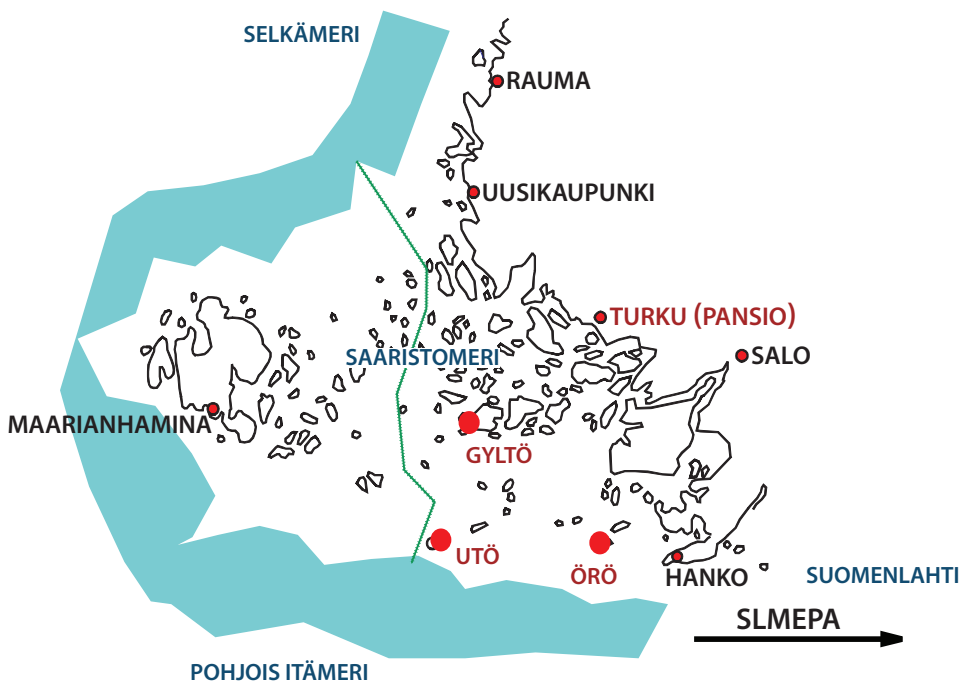 SELKÄMERI
RAUMA
UUSIKAUPUNKI
TURKU (PANSIO)
SAARISTOMERI
SALO
MAARIANHAMINA
GYLTÖ
UTÖ
ÖRÖ
HANKO
SUOMENLAHTI
SLMEPA
POHJOIS ITÄMERI